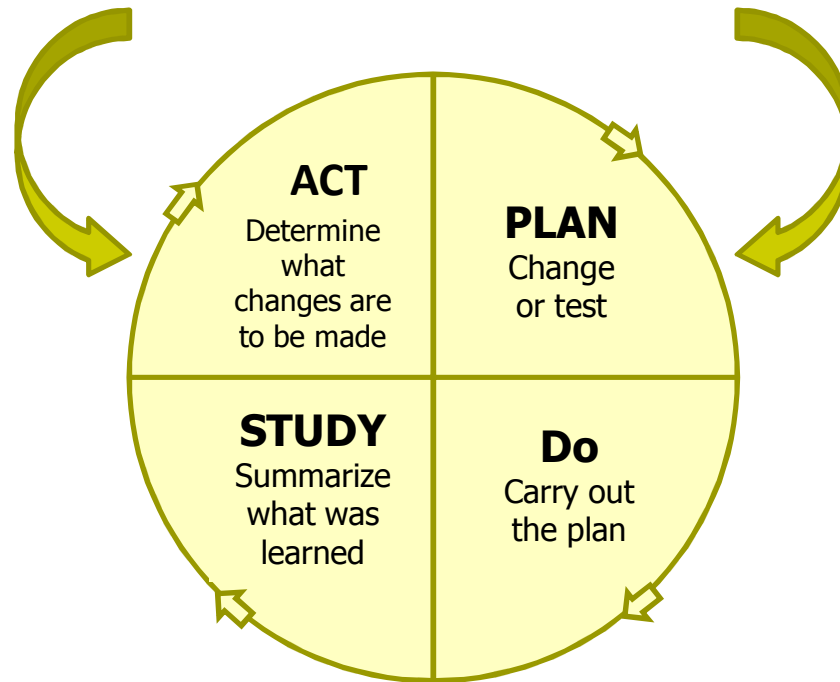 ACT
Determine
what
changes are
to be made
PLAN
Change
or test
Do
Carry out
the plan
STUDY
Summarize
what was
learned